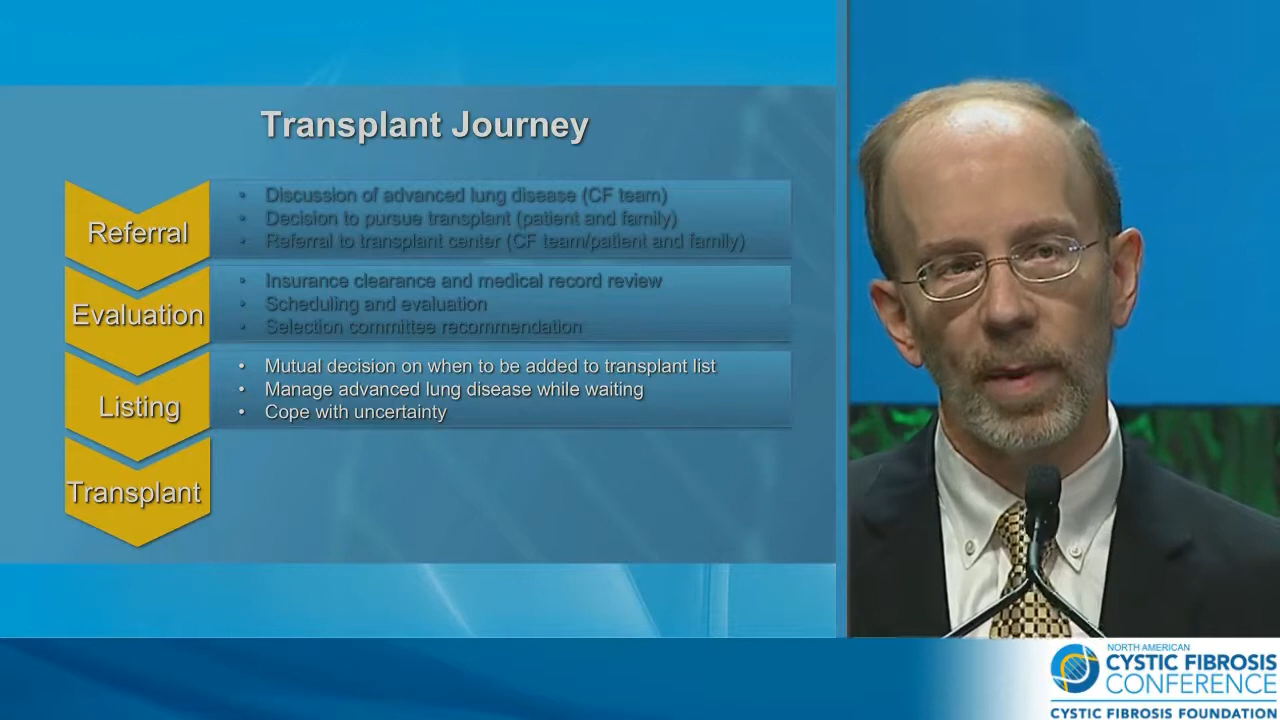 Transplant Journey
Referral
• Discussion of advanced lung disease (CF team)
• Decision to pursue transplant (patient and family)
• Referral to transplant center (CF team/patient and family)
Evaluation
• Insurance clearance and medical record review
• Scheduling and evaluation
• Selection committee recommendation
Listing
• Mutual decision on when to be added to transplant list
• Manage advanced lung disease while waiting
• Cope with uncertainty
Transplant
NORTH AMERICAN
CYSTIC FIBROSIS
CONFERENCE
CYSTIC FIBROSIS FOUNDATION